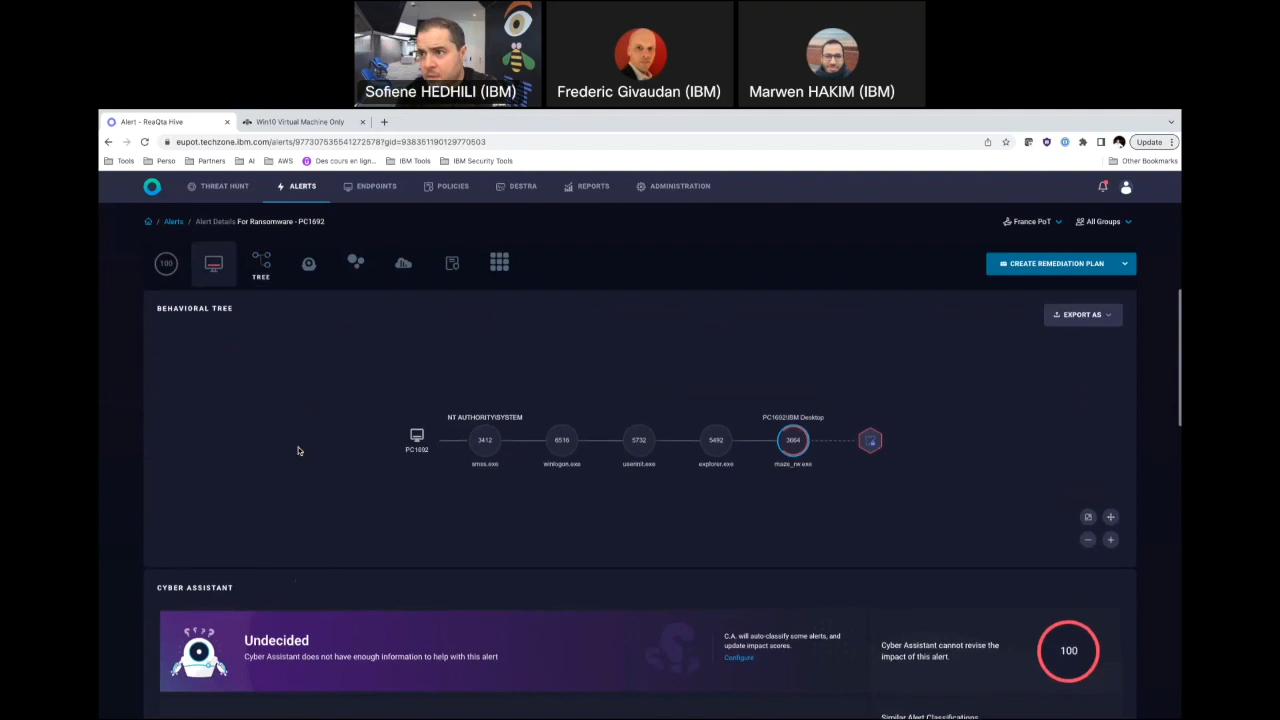 Sofiene HEDHILI (IBM)
Frederic Givaudan (IBM)
Marwen HAKIM (IBM)
Alert - ReaQta Hive
Win10 Virtual Machine Only
eupot.techzone.ibm.com/alerts/977307535541272578?gid=938351190129770503
Update
Tools
Perso
Partners
AI
AWS
Des cours en lign...
IBM Tools
IBM Security Tools
Other Bookmarks
THREAT HUNT
ALERTS
ENDPOINTS
POLICIES
DESTRA
REPORTS
ADMINISTRATION
/ Alerts / Alert Details For Ransomware - PC1692
France PoT
All Groups
100
TREE
CREATE REMEDIATION PLAN
BEHAVIORAL TREE
EXPORT AS
NT AUTHORITY\SYSTEM
PC1692\IBM Desktop
PC1692
3412
6516
5732
5492
3664
smss.exe
winlogon.exe
userinit.exe
explorer.exe
maze_rw.exe
CYBER ASSISTANT
Undecided
Cyber Assistant does not have enough information to help with this alert
C.A. will auto-classify some alerts, and
update impact scores.
Configure
Cyber Assistant cannot revise the
impact of this alert.
100
Similar Alert Classifications